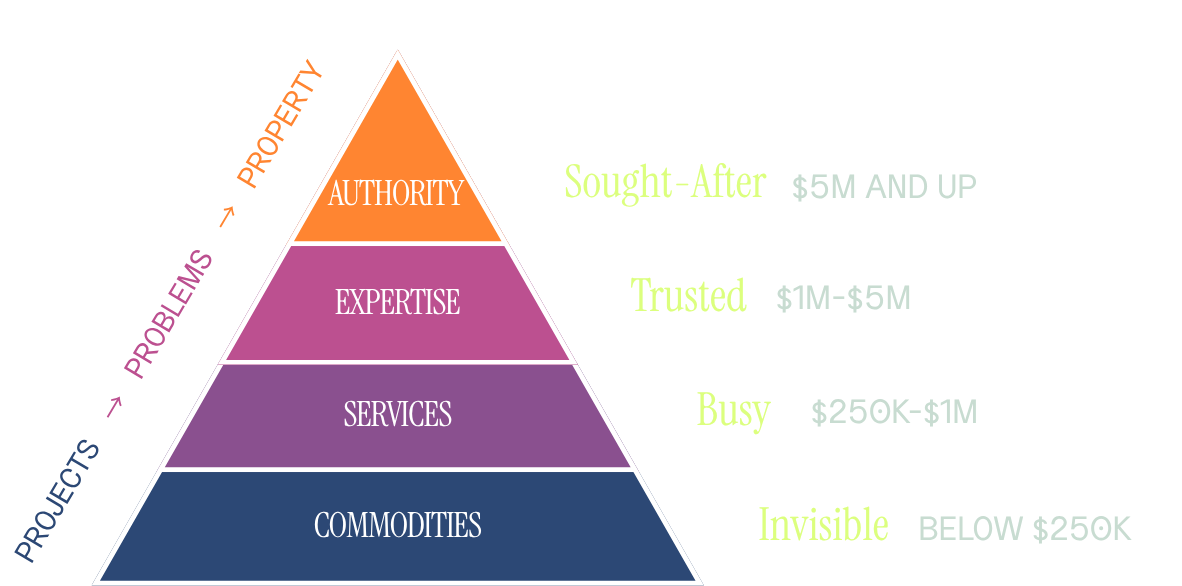 PROJECTS → PROBLEMS → PROPERTY
AUTHORITY Sought-After $5M AND UP
EXPERTISE Trusted $1M-$5M
SERVICES Busy $250K-$1M
COMMODITIES Invisible BELOW $250K